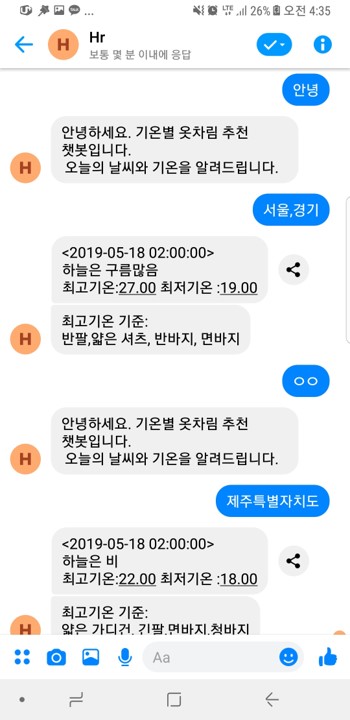 LTE 26% 오전 4:35
Hr
보통 몇 분 이내에 응답
H
안녕
안녕하세요. 기온별 옷차림 추천
챗봇입니다.
오늘의 날씨와 기온을 알려드립니다.
H
서울,경기
<2019-05-18 02:00:00>
하늘은 구름많음
최고기온:27.00 최저기온 :19.00
최고기온 기준:
반팔,얇은 셔츠, 반바지, 면바지
H
ㅇㅇ
안녕하세요. 기온별 옷차림 추천
챗봇입니다.
오늘의 날씨와 기온을 알려드립니다.
H
제주특별자치도
<2019-05-18 02:00:00>
하늘은 비
최고기온:22.00 최저기온 :18.00
최고기온 기준:
얇은 가디건, 긴팔,면바지,청바지
H
Aa